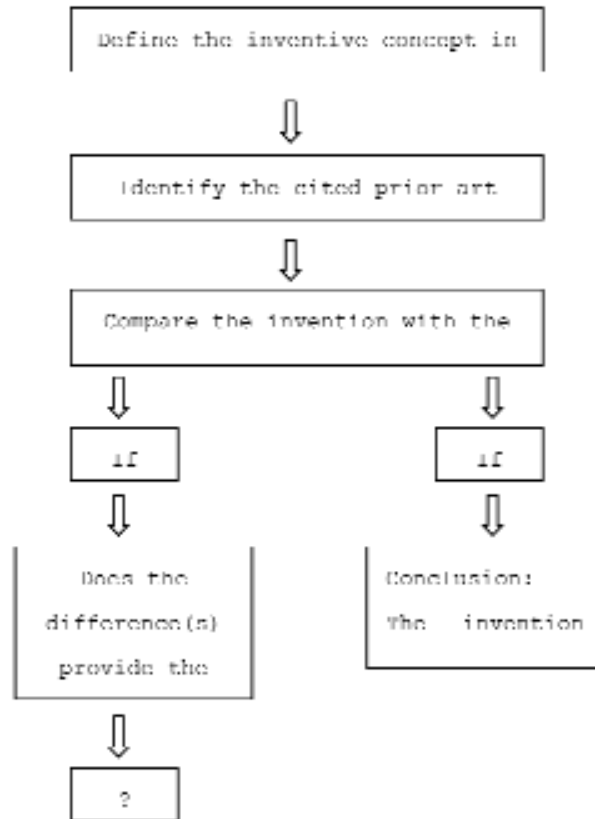 Define the inventive concept in
Identify the cited prior art
Compare the invention with the
if
if
Does the
difference(s)
provide the
Conclusion:
The invention
?